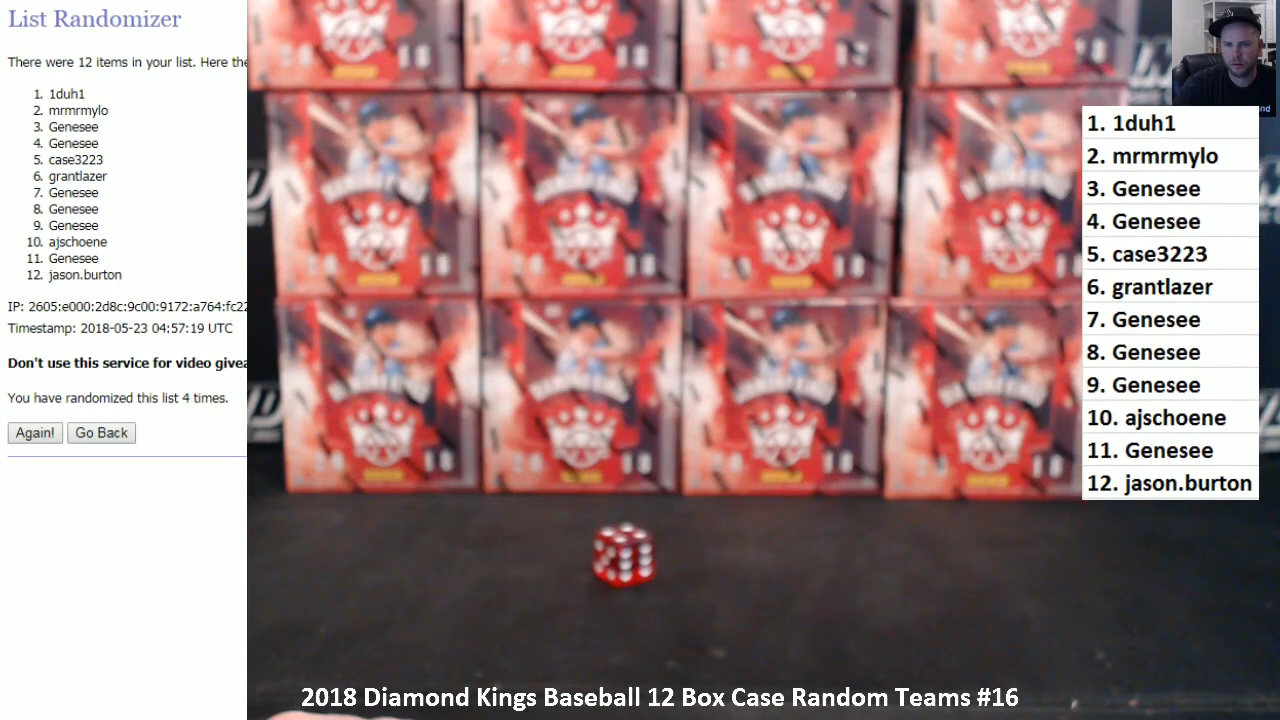 List Randomizer
There were 12 items in your list. Here the
1. 1duh1
2. mrmrmylo
3. Genesee
4. Genesee
5. case3223
6. grantlazer
7. Genesee
8. Genesee
9. Genesee
10. ajschoene
11. Genesee
12. jason.burton
IP: 2605:e000:2d8c:9c00:9172:a764:fc22
Timestamp: 2018-05-23 04:57:19 UTC
Don't use this service for video givea
You have randomized this list 4 times.
Again! Go Back
1. 1duh1
2. mrmrmylo
3. Genesee
4. Genesee
5. case3223
6. grantlazer
7. Genesee
8. Genesee
9. Genesee
10. ajschoene
11. Genesee
12. jason.burton
2018 Diamond Kings Baseball 12 Box Case Random Teams #16